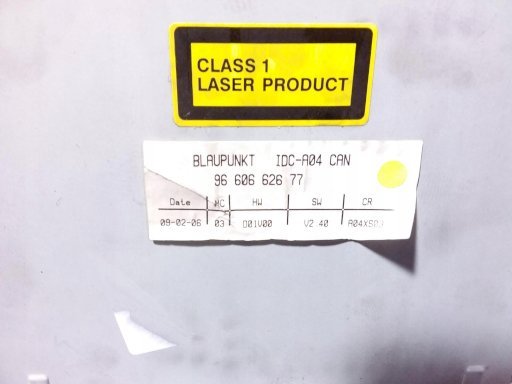 CLASS 1
LASER PRODUCT
BLAUPUNKT IDC-A04 CAN
96 606 626 77
Date MC HW SW CR
09-02-06 03 D01V00 V2.40